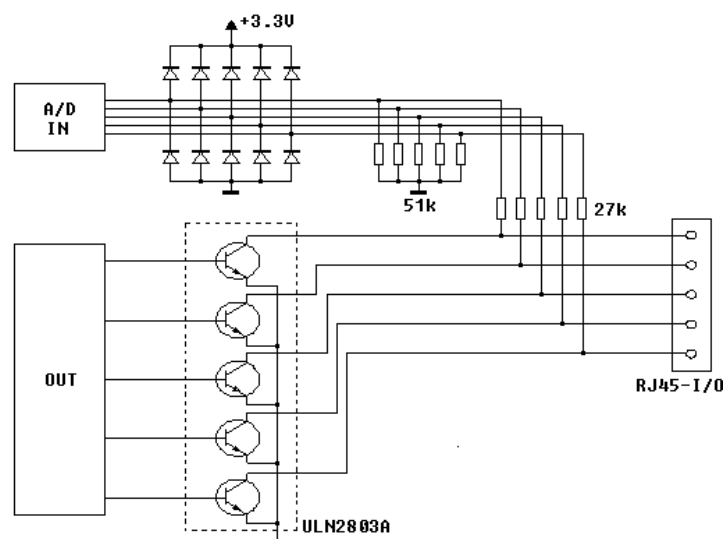 +3.3V
A/D
IN
51k
27k
OUT
RJ45-I/O
ULN2803A